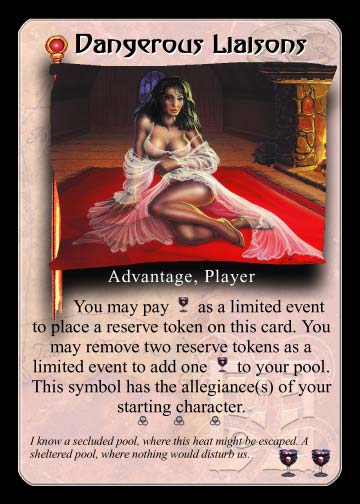 Dangerous Liaisons
Advantage, Player
You may pay as a limited event
to place a reserve token on this card. You
may remove two reserve tokens as a
limited event to add one to your pool.
This symbol has the allegiance(s) of your
starting character.
I know a secluded pool, where this heat might be escaped. A
sheltered pool, where nothing would disturb us.